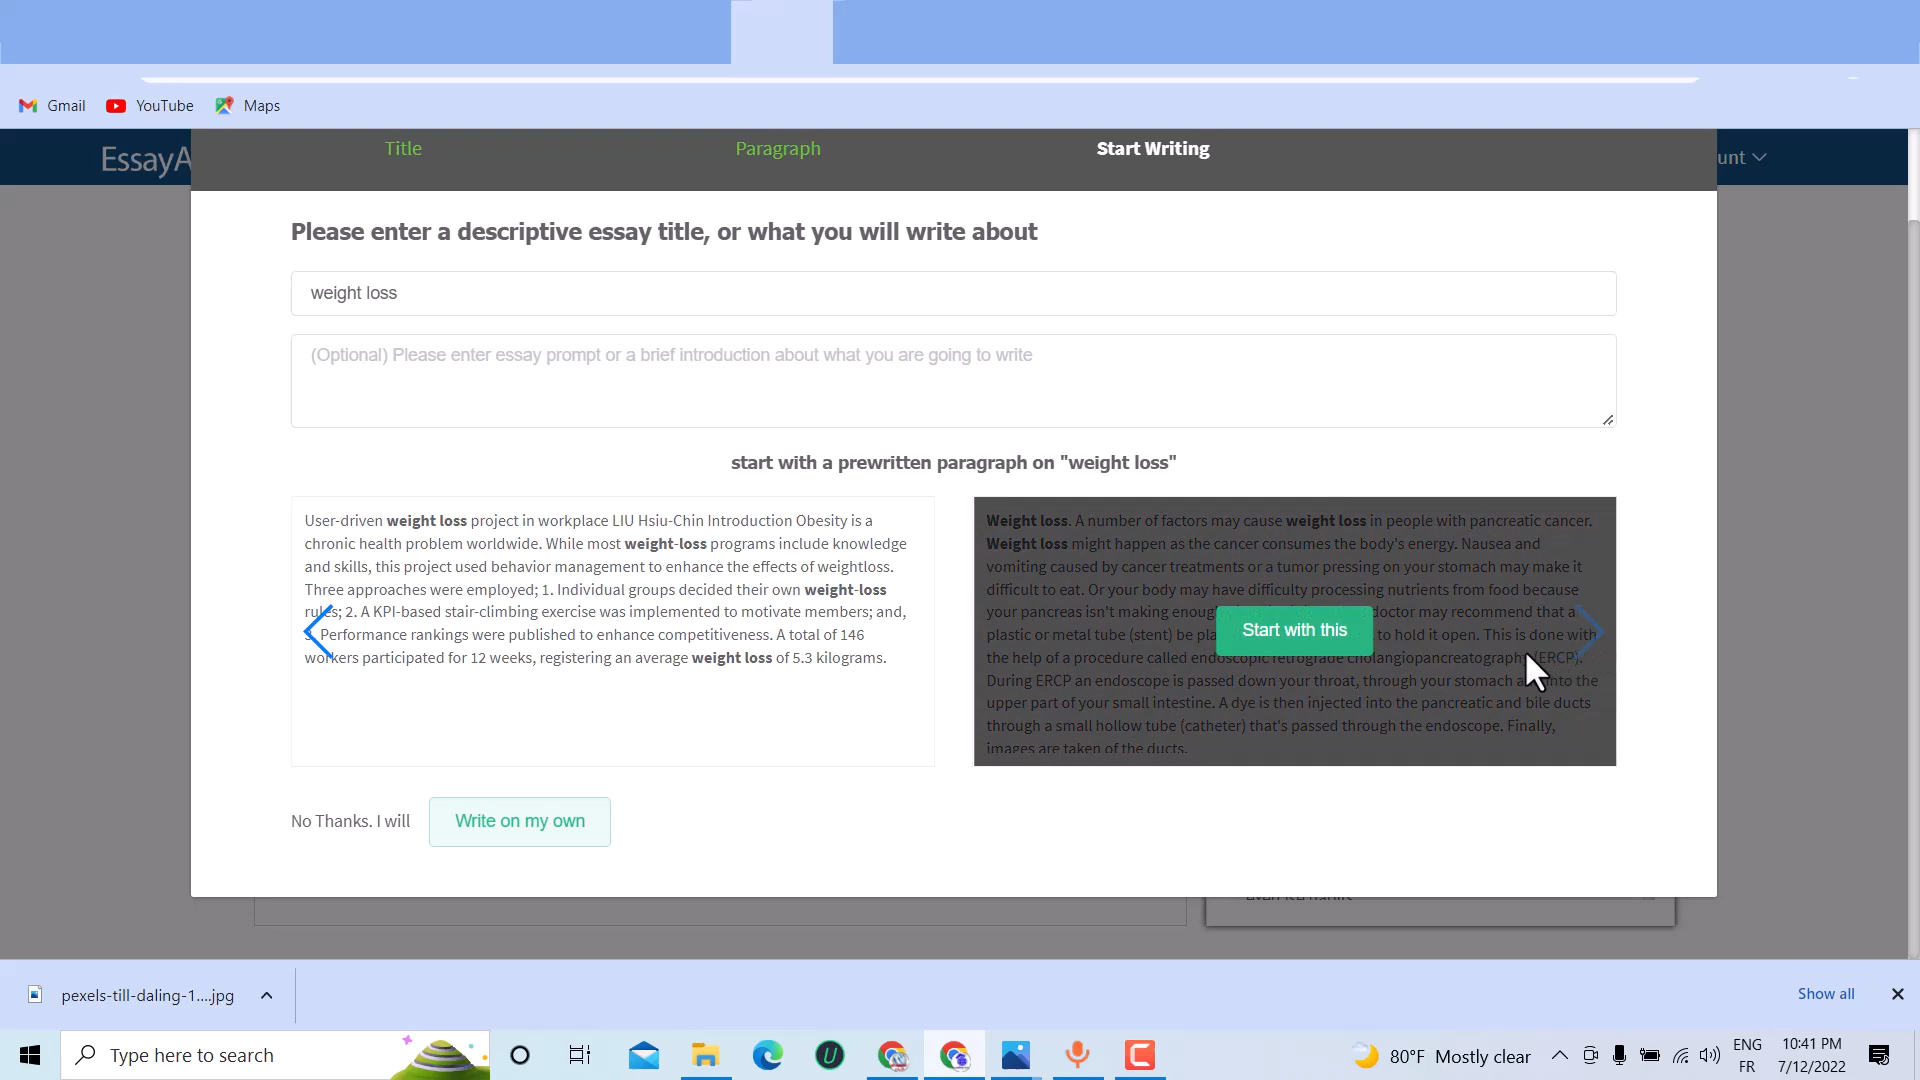 Gmail YouTube Maps
EssayA
Title Paragraph Start Writing
unt
Please enter a descriptive essay title, or what you will write about
weight loss
(Optional) Please enter essay prompt or a brief introduction about what you are going to write
start with a prewritten paragraph on "weight loss"
User-driven weight loss project in workplace LIU Hsiu-Chin Introduction Obesity is a
chronic health problem worldwide. While most weight-loss programs include knowledge
and skills, this project used behavior management to enhance the effects of weightloss.
Three approaches were employed; 1. Individual groups decided their own weight-loss
rules; 2. A KPI-based stair-climbing exercise was implemented to motivate members; and,
Performance rankings were published to enhance competitiveness. A total of 146
workers participated for 12 weeks, registering an average weight loss of 5.3 kilograms.
Weight loss. A number of factors may cause weight loss in people with pancreatic cancer.
Weight loss might happen as the cancer consumes the body's energy. Nausea and
vomiting caused by cancer treatments or a tumor pressing on your stomach may make it
difficult to eat. Or your body may have difficulty processing nutrients from food because
your pancreas isn't making enough doctor may recommend that a
plastic or metal tube (stent) be pla to hold it open. This is done with
the help of a procedure called endoscopic retrograde cholangiopancreatography (ERCP).
During ERCP an endoscope is passed down your throat, through your stomach and into the
upper part of your small intestine. A dye is then injected into the pancreatic and bile ducts
through a small hollow tube (catheter) that's passed through the endoscope. Finally,
images are taken of the ducts.
Start with this
No Thanks. I will Write on my own
pexels-till-daling-1....jpg
Show all
Type here to search
80°F Mostly clear
ENG
FR
10:41 PM
7/12/2022